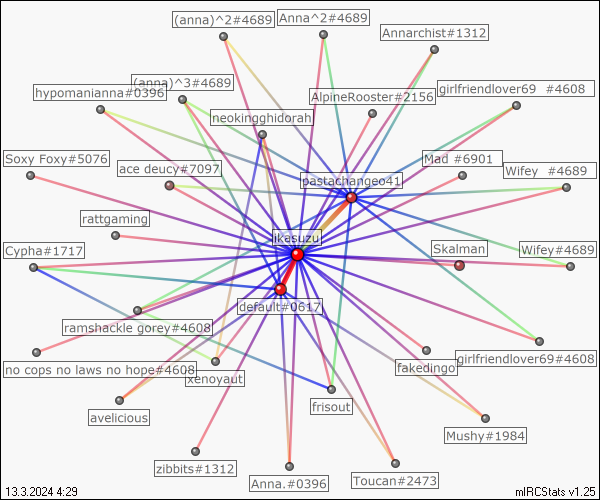 (anna)^2#4689
Anna^2#4689
Annarchist#1312
(anna)^3#4689
hypomanianna#0396
AlpineRooster#2156
girlfriendlover69 #4608
neokingghidorah
Soxy Foxy#5076
ace deucy#7097
Mad #6901
Wifey #4689
pastachangeo41
rattgaming
ikasuzu
Cypha#1717
Skalman
Wifey#4689
default#0617
ramshackle gorey#4608
no cops no laws no hope#4608
xenoyaut
fakedingo
girlfriendlover69#4608
avelicious
frisout
Mushy#1984
zibbits#1312
Anna.#0396
Toucan#2473
13.3.2024 4:29
mIRCStats v1.25